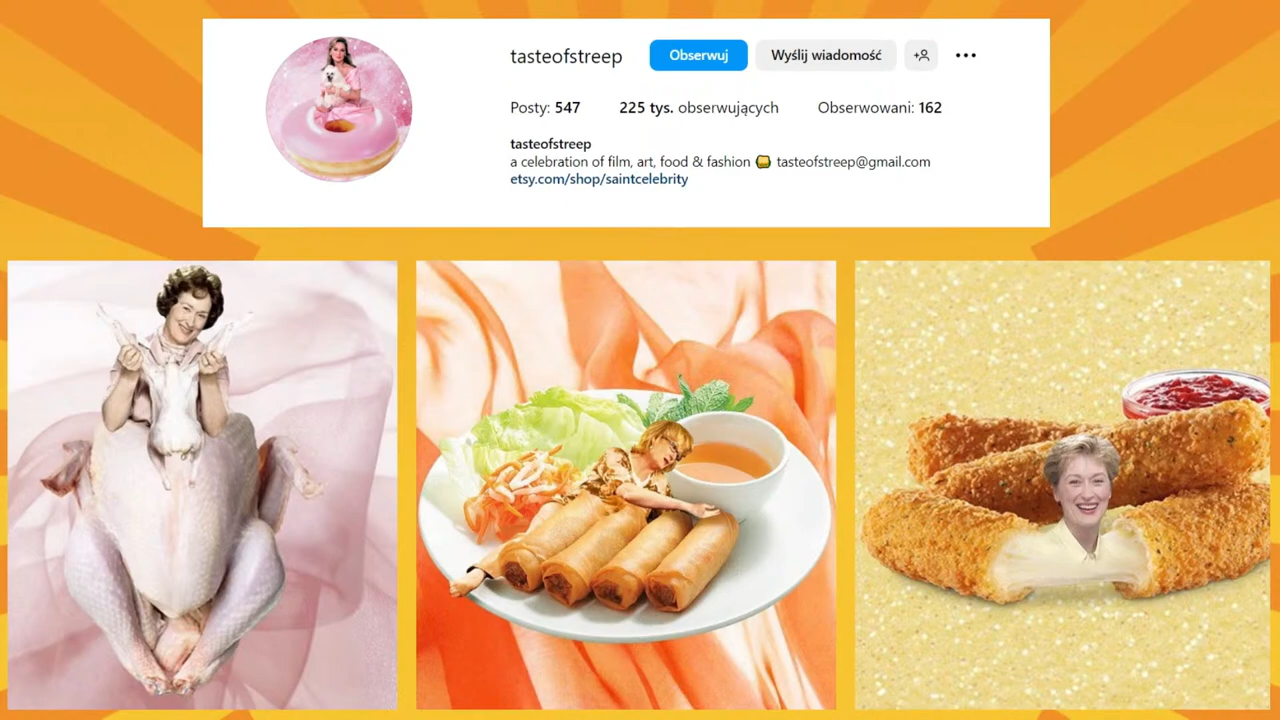 tasteofstreep Obserwuj Wyślij wiadomość
Posty: 547 225 tys. obserwujących Obserwowani: 162
tasteofstreep
a celebration of film, art, food & fashion tasteofstreep@gmail.com
etsy.com/shop/saintcelebrity